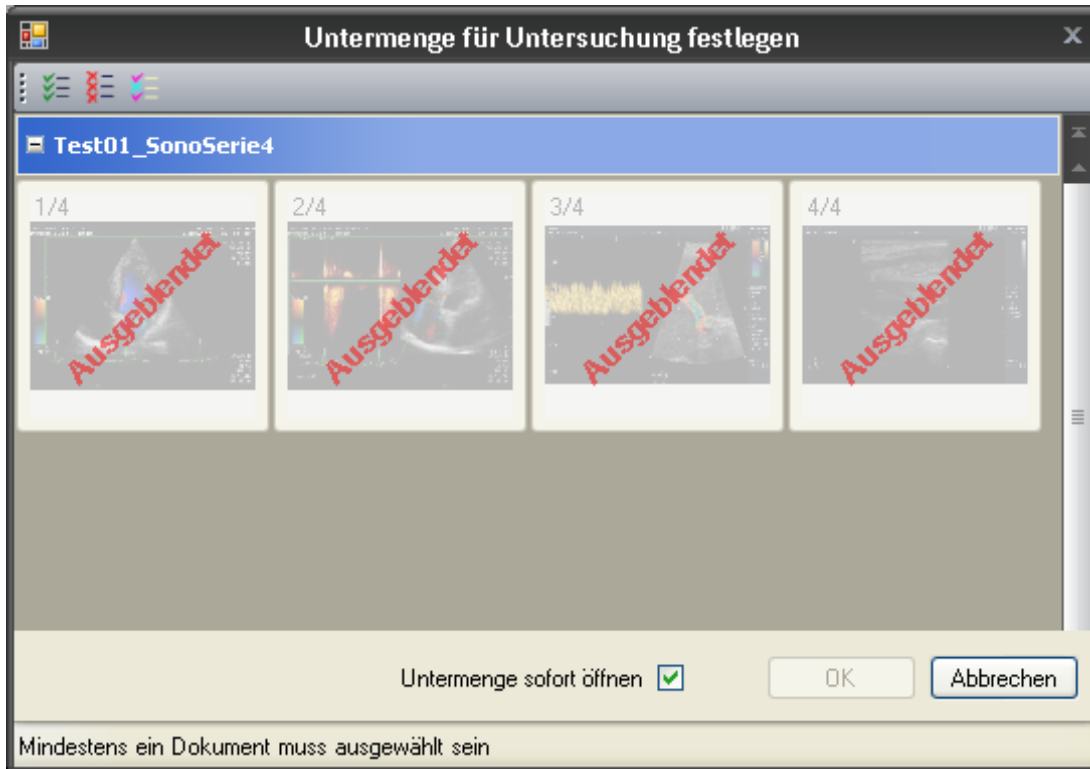 Untermenge für Untersuchung festlegen
Test01_SonoSerie4
1/4
Ausgeblendet
2/4
Ausgeblendet
3/4
Ausgeblendet
4/4
Ausgeblendet
Untermenge sofort öffnen
OK
Abbrechen
Mindestens ein Dokument muss ausgewählt sein